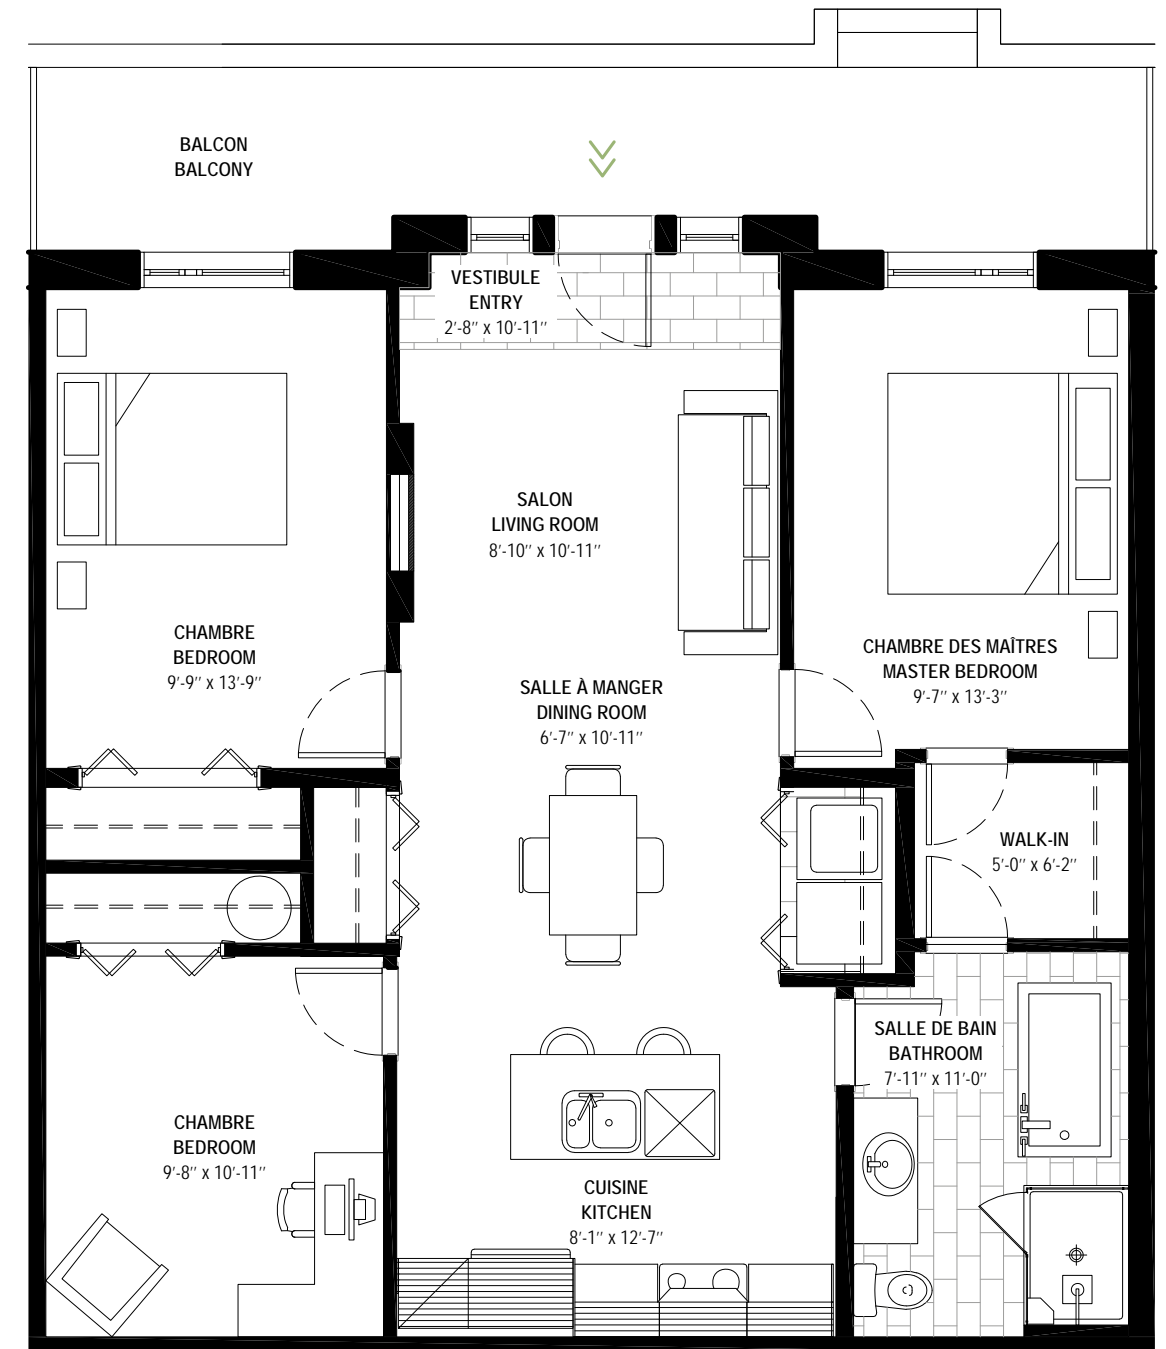 BALCON
BALCONY
VESTIBULE
ENTRY
2'-8'' x 10'-11''
SALON
LIVING ROOM
8'-10'' x 10'-11''
CHAMBRE
BEDROOM
9'-9'' x 13'-9''
CHAMBRE DES MAÎTRES
MASTER BEDROOM
9'-7'' x 13'-3''
SALLE À MANGER
DINING ROOM
6'-7'' x 10'-11''
WALK-IN
5'-0'' x 6'-2''
SALLE DE BAIN
BATHROOM
7'-11'' x 11'-0''
CHAMBRE
BEDROOM
9'-8'' x 10'-11''
CUISINE
KITCHEN
8'-1'' x 12'-7''